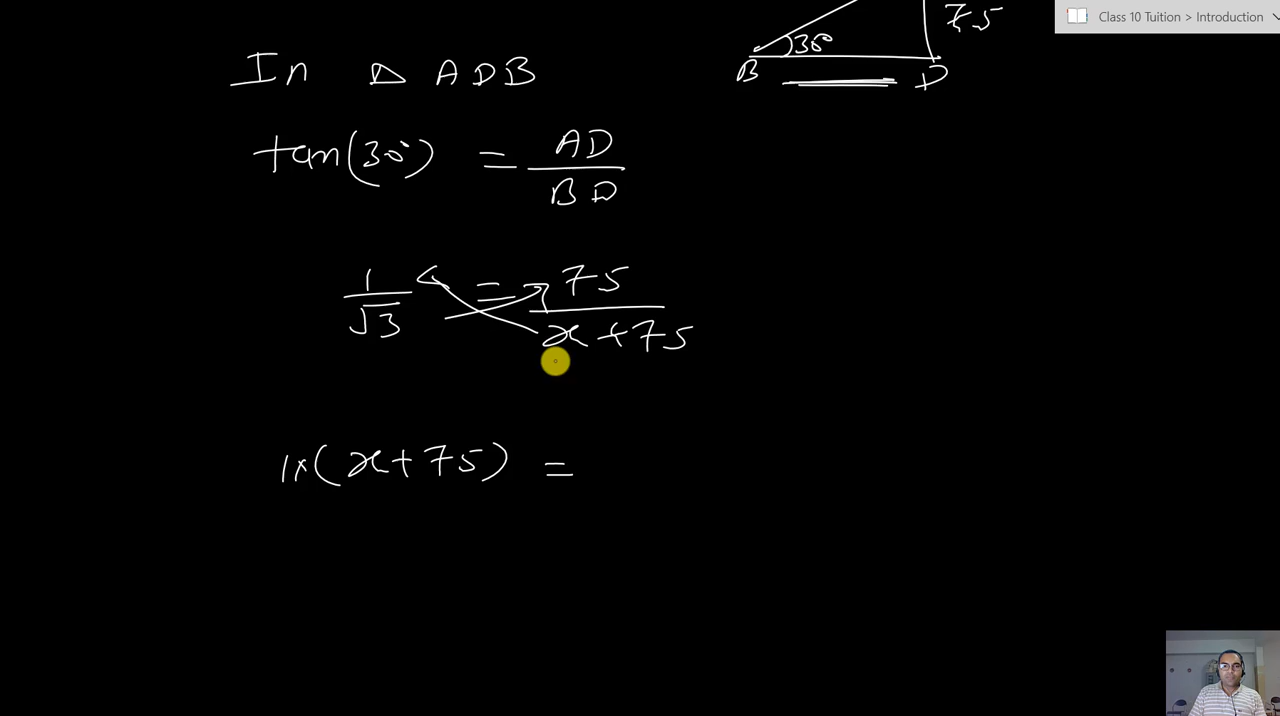 Class 10 Tuition > Introduction
75
30°
B D
In △ ADB
tan(30°) = AD/BD
1/√3 = 75/x+75
1×(x+75) =